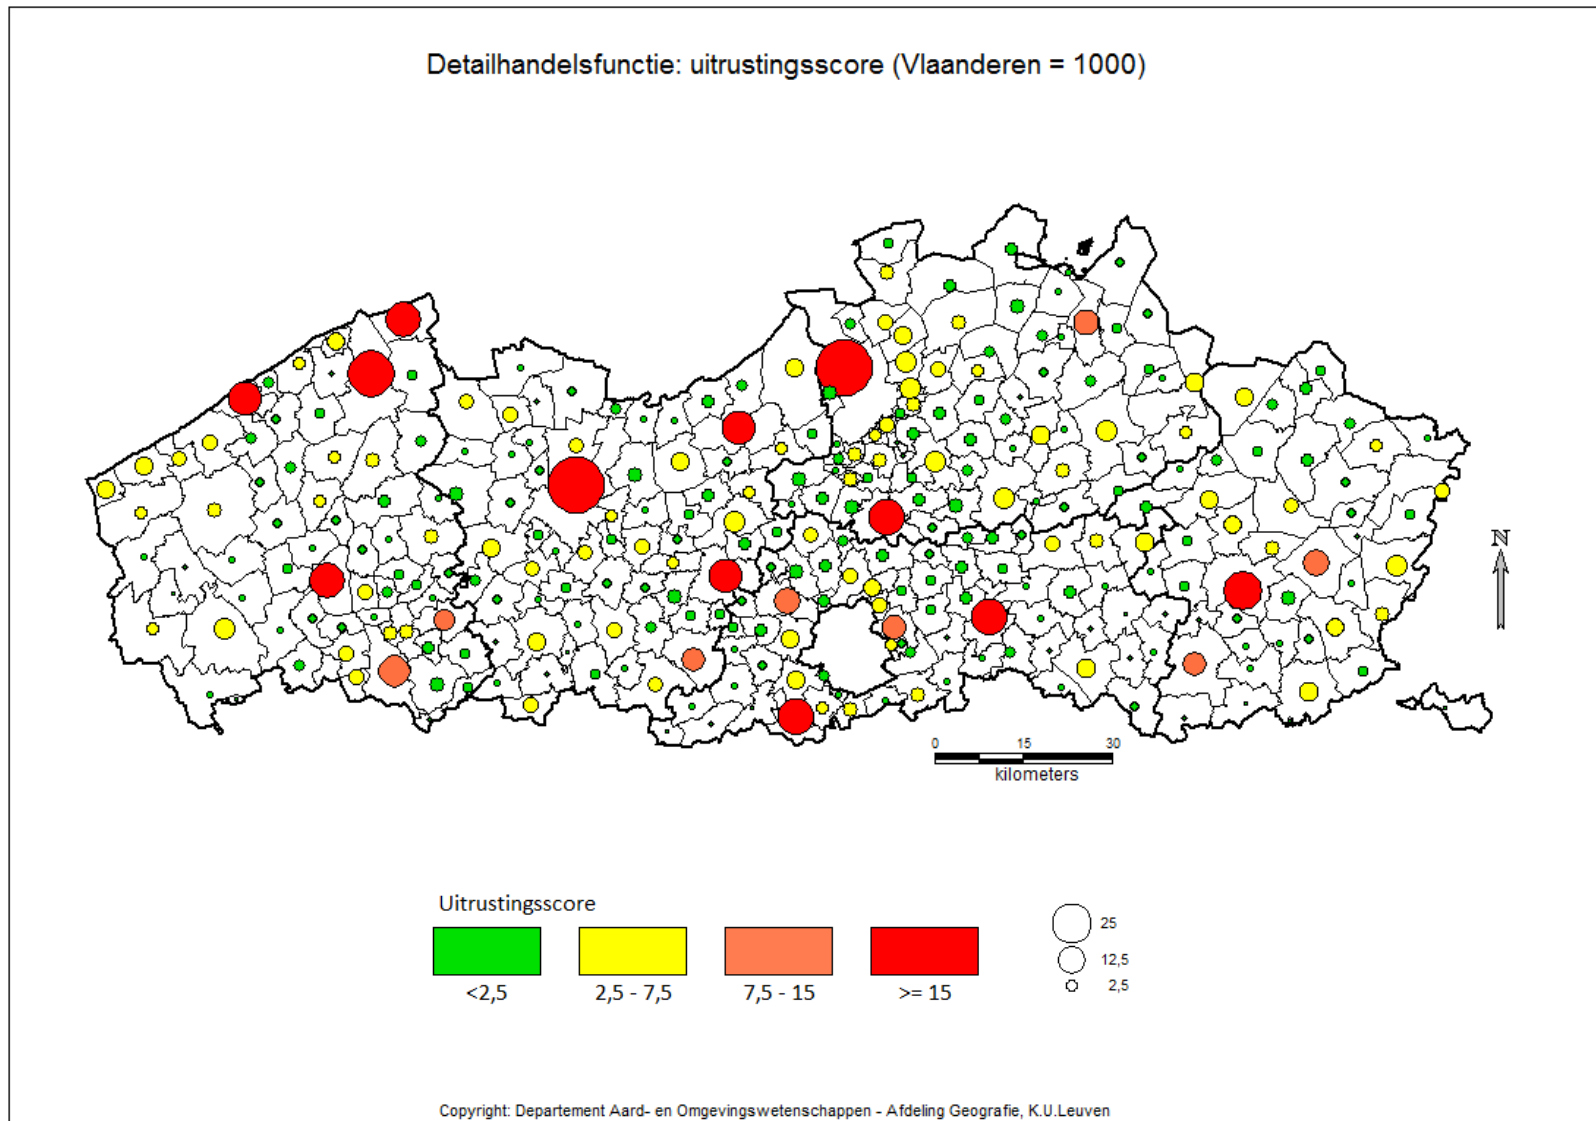 Detailhandelsfunctie: uitrustingsscore (Vlaanderen = 1000)
N
0 15 30
kilometers
Uitrustingsscore
<2,5 2,5 - 7,5 7,5 - 15 >= 15
25
12,5
2,5
Copyright: Departement Aard- en Omgevingswetenschappen - Afdeling Geografie, K.U.Leuven